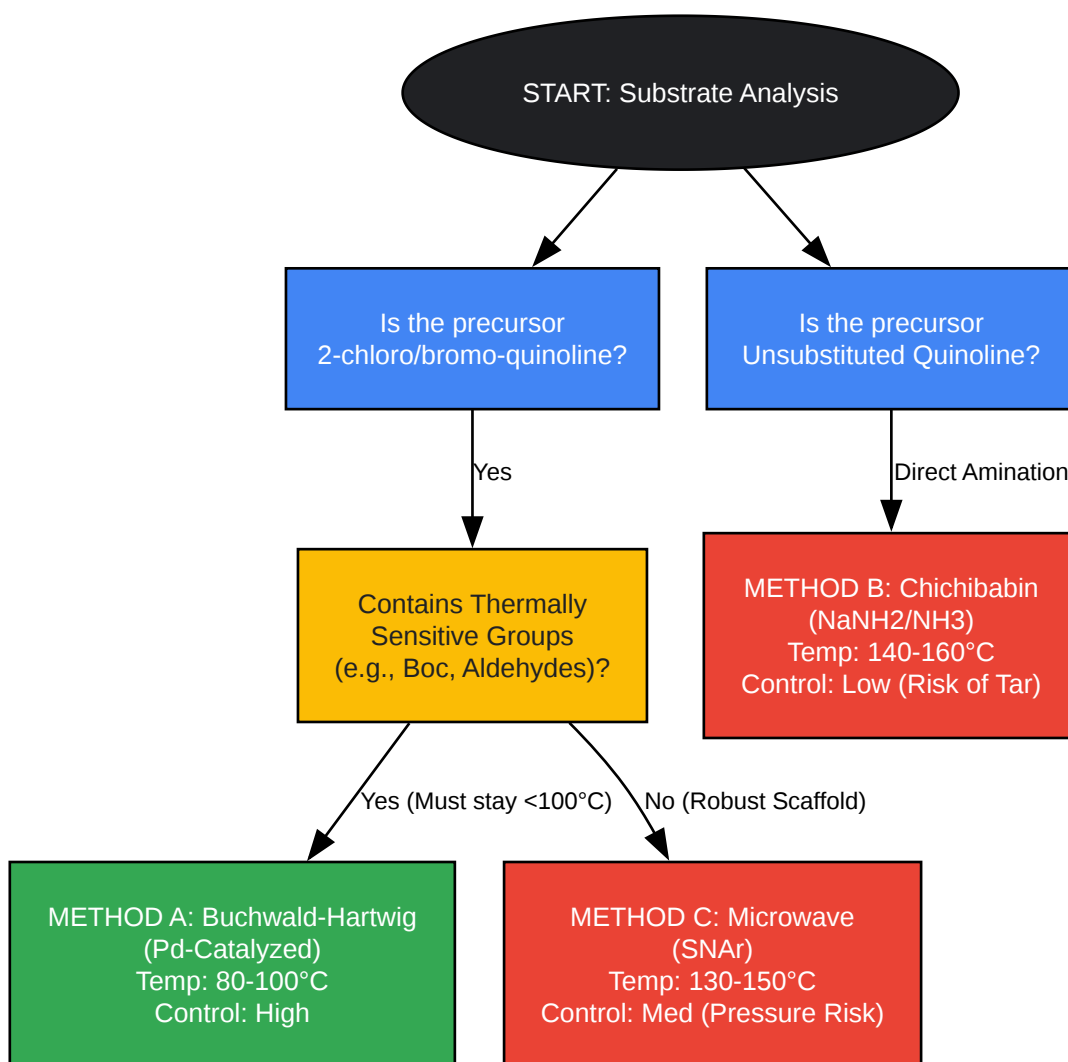 START: Substrate Analysis
Is the precursor
2-chloro/bromo-quinoline?
Is the precursor
Unsubstituted Quinoline?
Yes
Direct Amination
Contains Thermally
Sensitive Groups
(e.g., Boc, Aldehydes)?
METHOD B: Chichibabin
(NaNH2/NH3)
Temp: 140-160°C
Control: Low (Risk of Tar)
Yes (Must stay <100°C)
No (Robust Scaffold)
METHOD A: Buchwald-Hartwig
(Pd-Catalyzed)
Temp: 80-100°C
Control: High
METHOD C: Microwave
(SNAr)
Temp: 130-150°C
Control: Med (Pressure Risk)